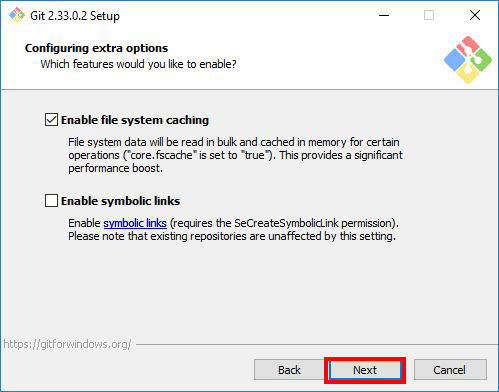 Git 2.33.0.2 Setup
Configuring extra options
Which features would you like to enable?
Enable file system caching
File system data will be read in bulk and cached in memory for certain
operations ("core.fscache" is set to "true"). This provides a significant
performance boost.
Enable symbolic links
Enable symbolic links (requires the SeCreateSymbolicLink permission).
Please note that existing repositories are unaffected by this setting.
https://gitforwindows.org/
Back Next Cancel